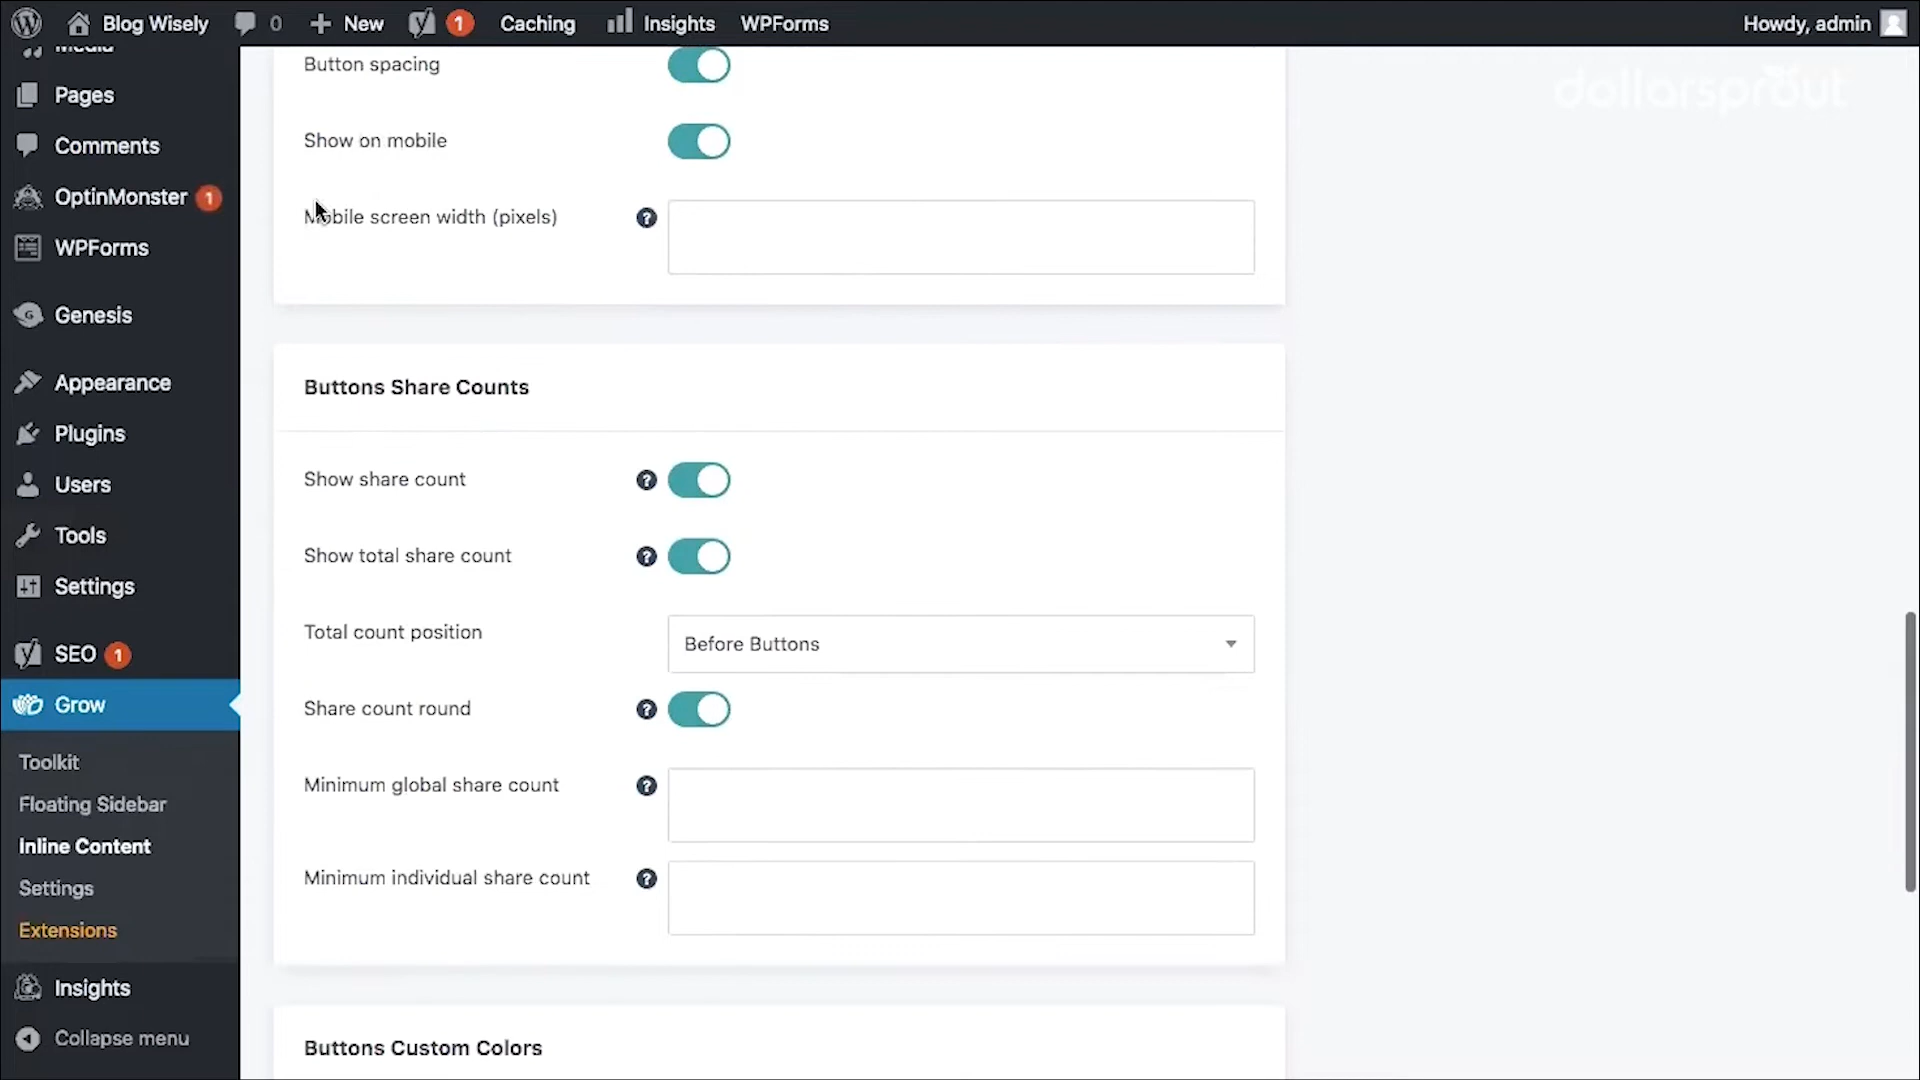 Blog Wisely 0 New 1 Caching Insights WPForms Howdy, admin
Media
Pages
Comments
OptinMonster 1
WPForms
Genesis
Appearance
Plugins
Users
Tools
Settings
SEO 1
Grow
Toolkit
Floating Sidebar
Inline Content
Settings
Extensions
Insights
Collapse menu
dollarsprout
Button spacing
Show on mobile
Mobile screen width (pixels) ?
Buttons Share Counts
Show share count ?
Show total share count ?
Total count position Before Buttons
Share count round ?
Minimum global share count ?
Minimum individual share count ?
Buttons Custom Colors